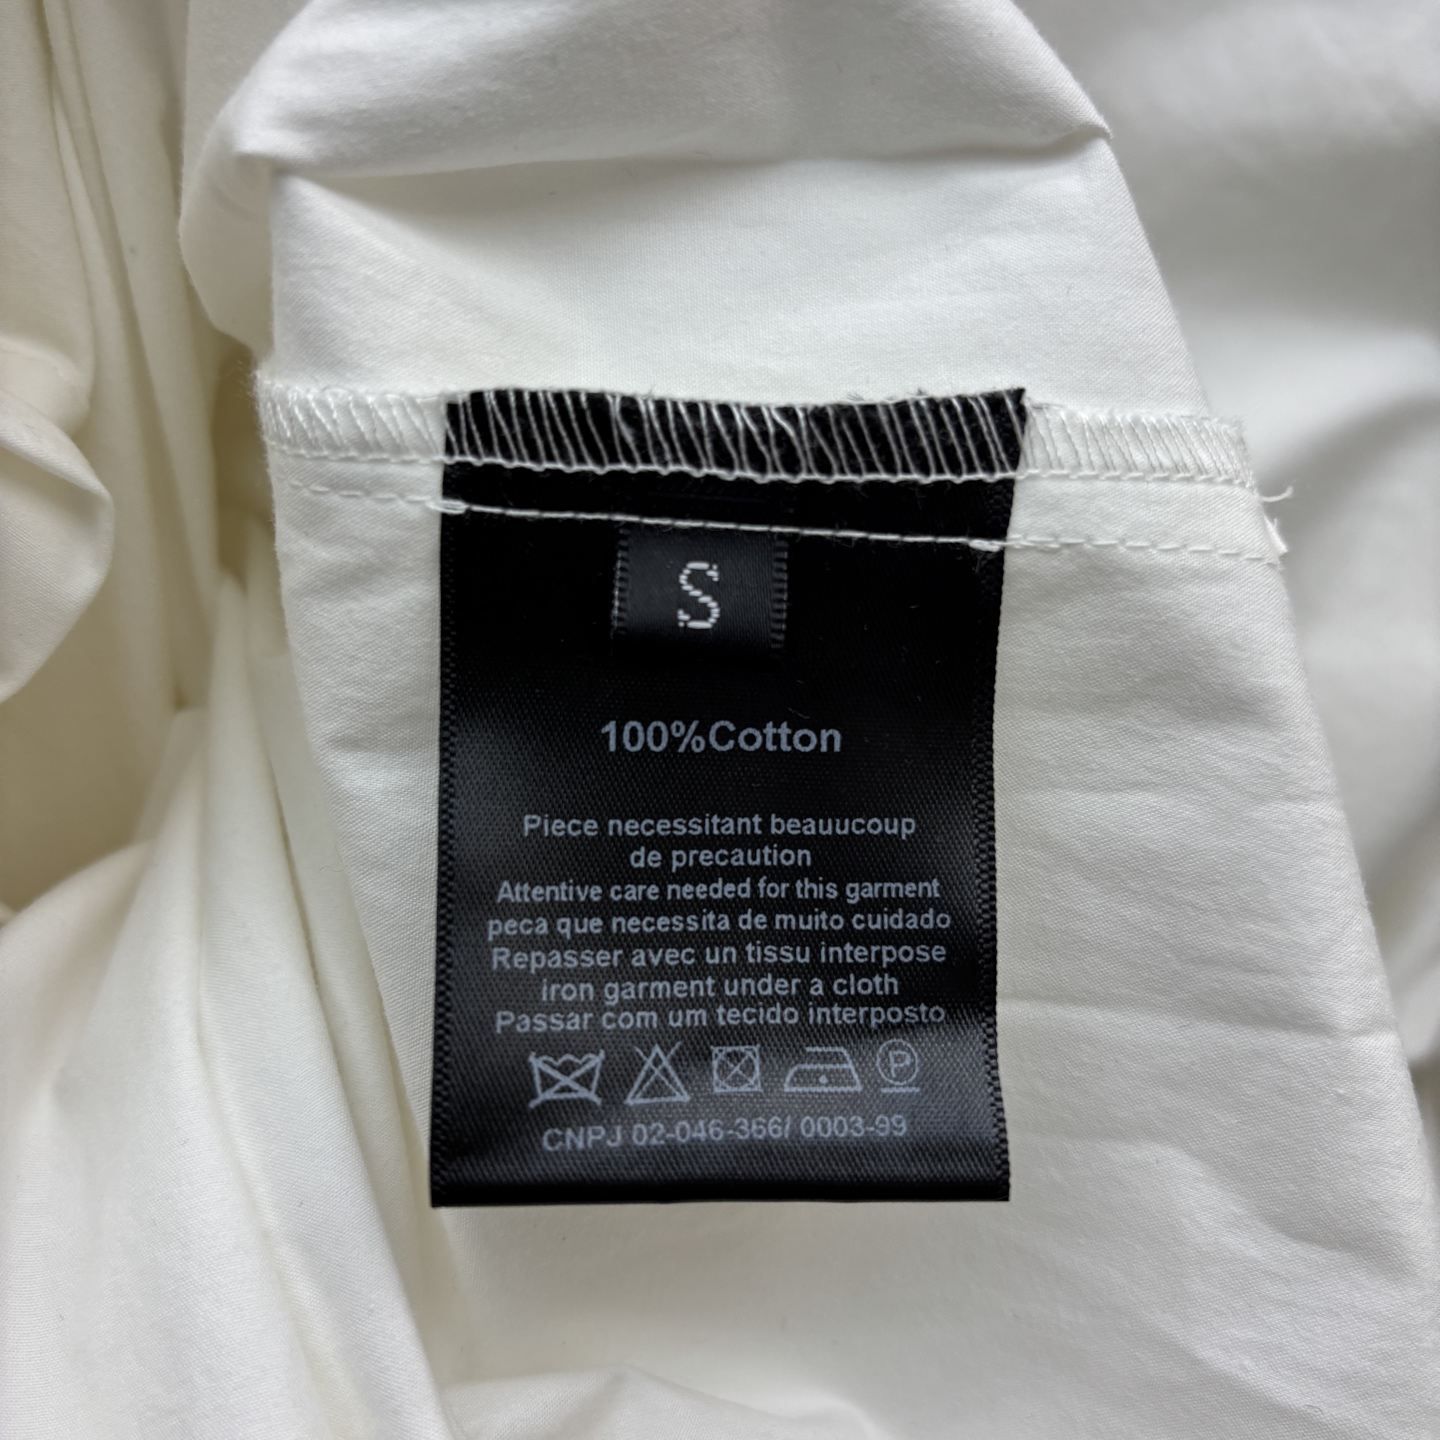 S
100%Cotton
Piece necessitant beauucoup
de precaution
Attentive care needed for this garment
peca que necessita de muito cuidado
Repasser avec un tissu interpose
iron garment under a cloth
Passar com um tecido interposto
P
CNPJ 02-046-366/ 0003-99